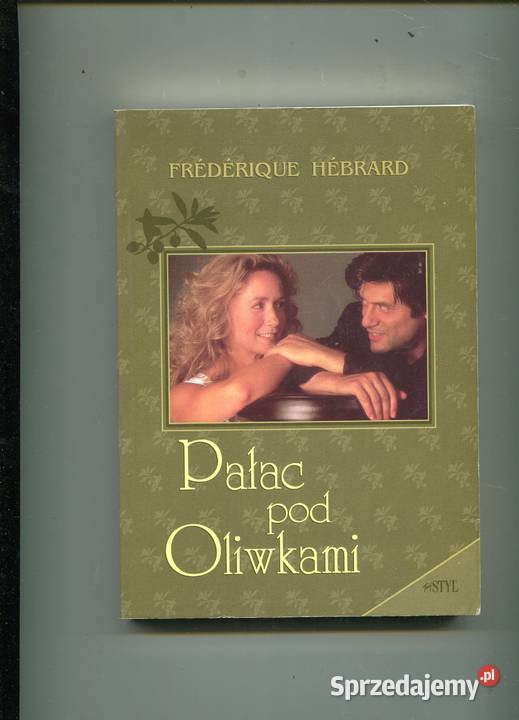 FRÉDÉRIQUE HÉBRARD
Pałac
pod
Oliwkami
STYL
Sprzedajemy.pl